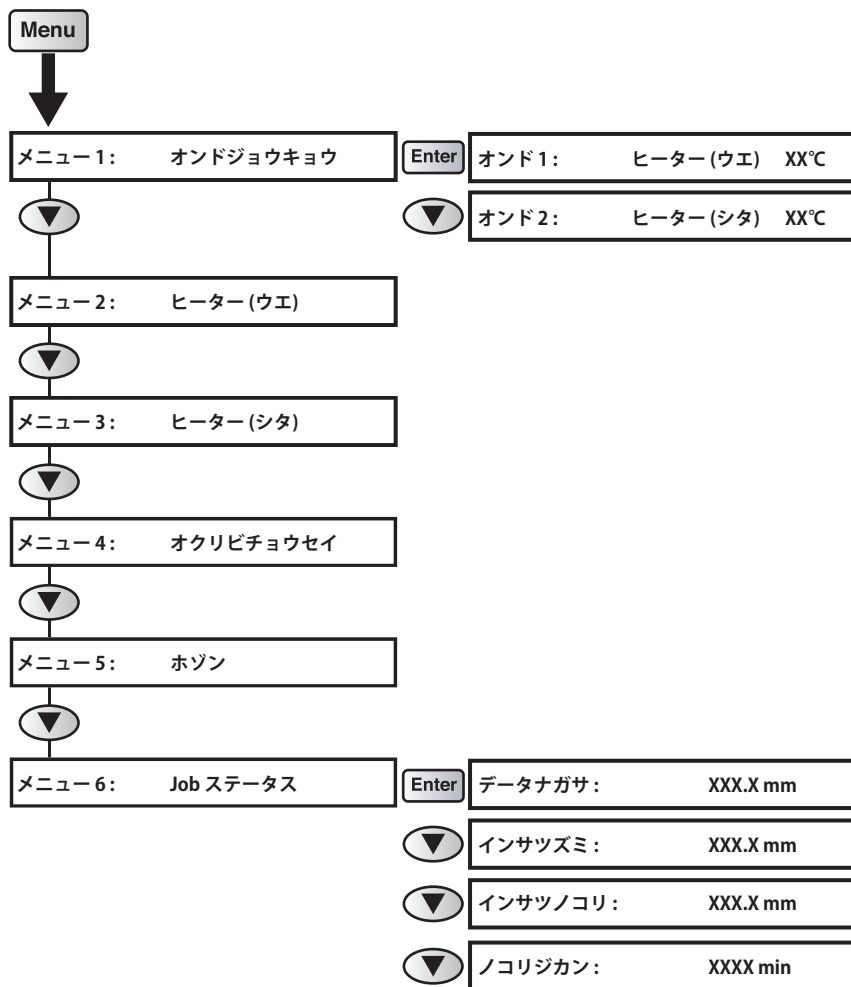 Menu
メニュー 1 : オンドジョウキョウ
Enter
オンド 1 : ヒーター (ウエ) XX℃
オンド 2 : ヒーター (シタ) XX℃
メニュー 2 : ヒーター (ウエ)
メニュー 3 : ヒーター (シタ)
メニュー 4 : オクリビチョウセイ
メニュー 5 : ホゾン
メニュー 6 : Job ステータス
Enter
データナガサ : XXX.X mm
インサツズミ : XXX.X mm
インサツノコリ : XXX.X mm
ノコリジカン : XXXX min